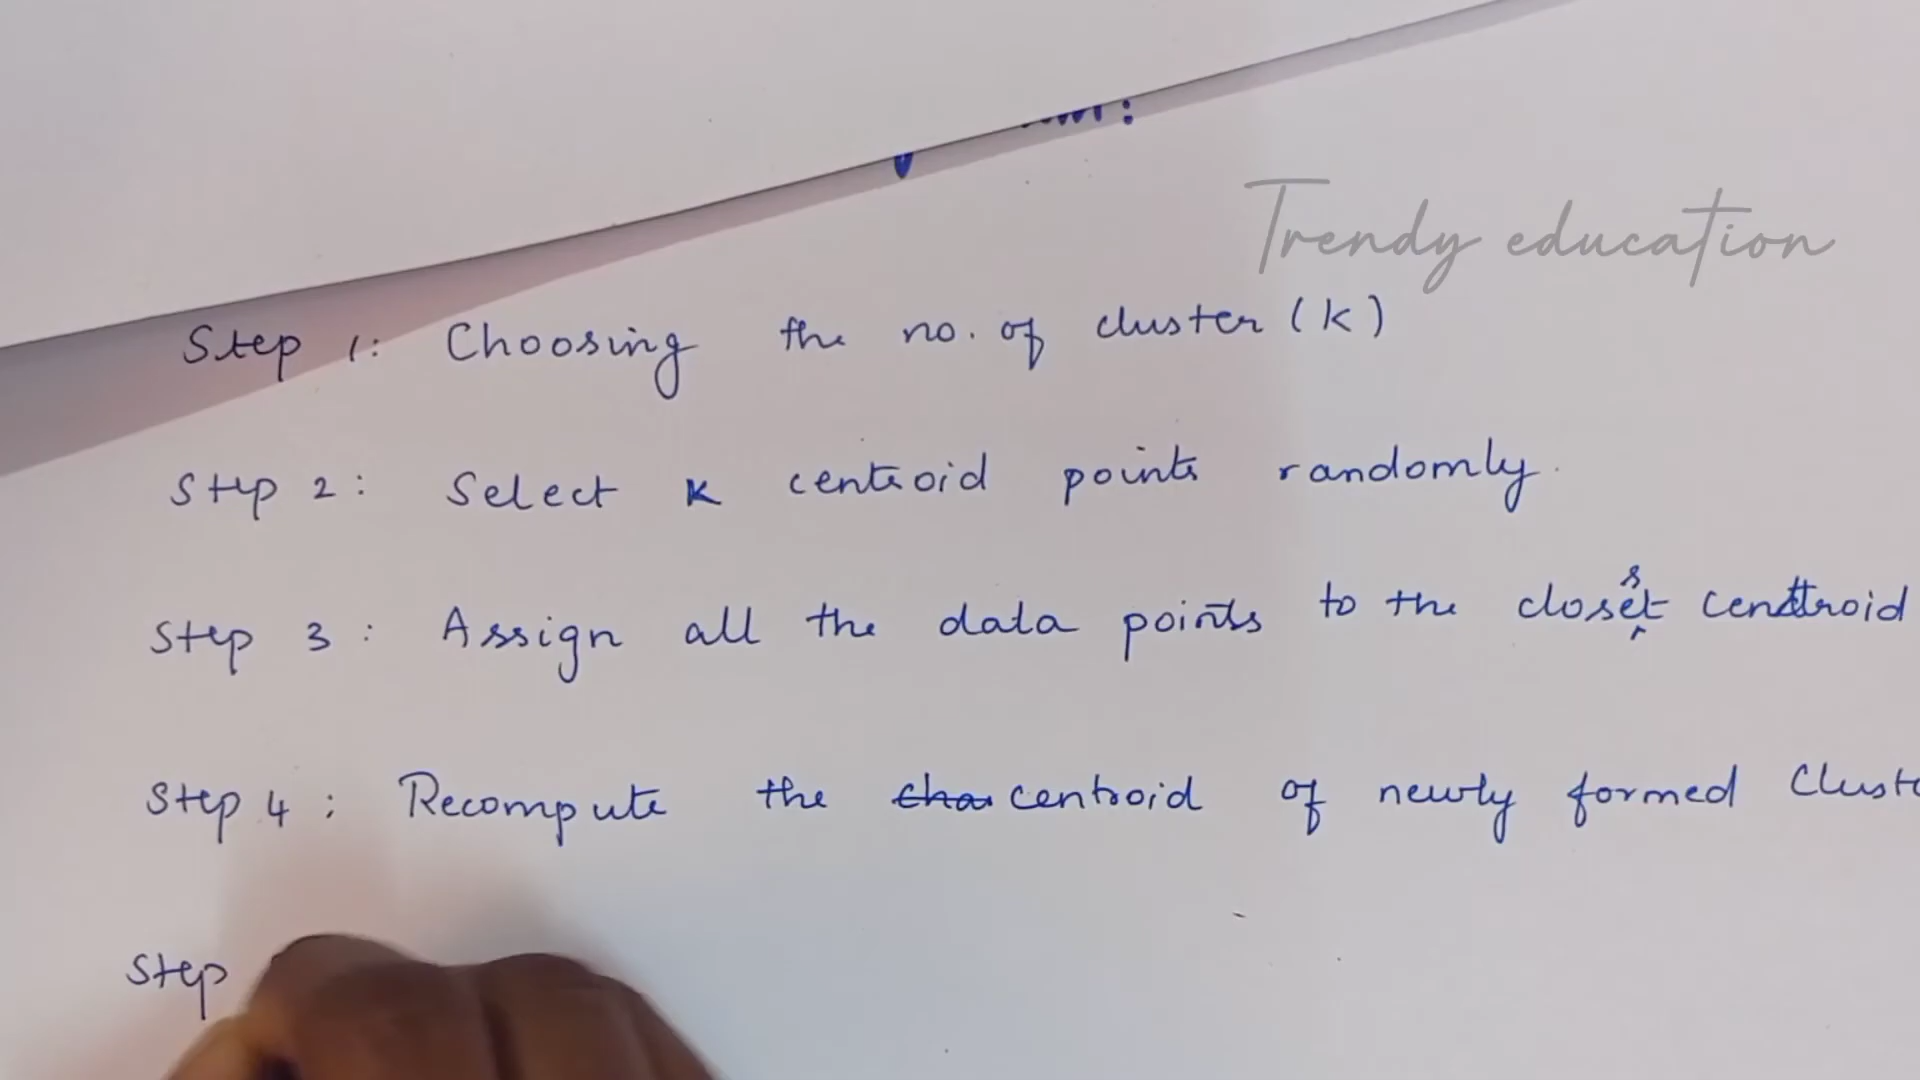 Trendy education
Step 1: Choosing the no. of cluster (K)
Step 2: Select K centroid points randomly.
Step 3: Assign all the data points to the closest centroid
Step 4: Recompute the centroid of newly formed
Step